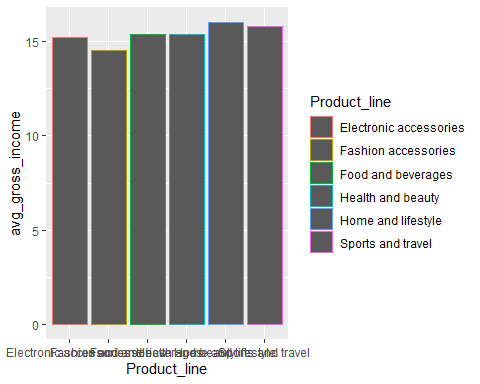 avg_gross_income
15
10
5
0
Product_line
Product_line
Electronic accessories
Fashion accessories
Food and beverages
Health and beauty
Home and lifestyle
Sports and travel